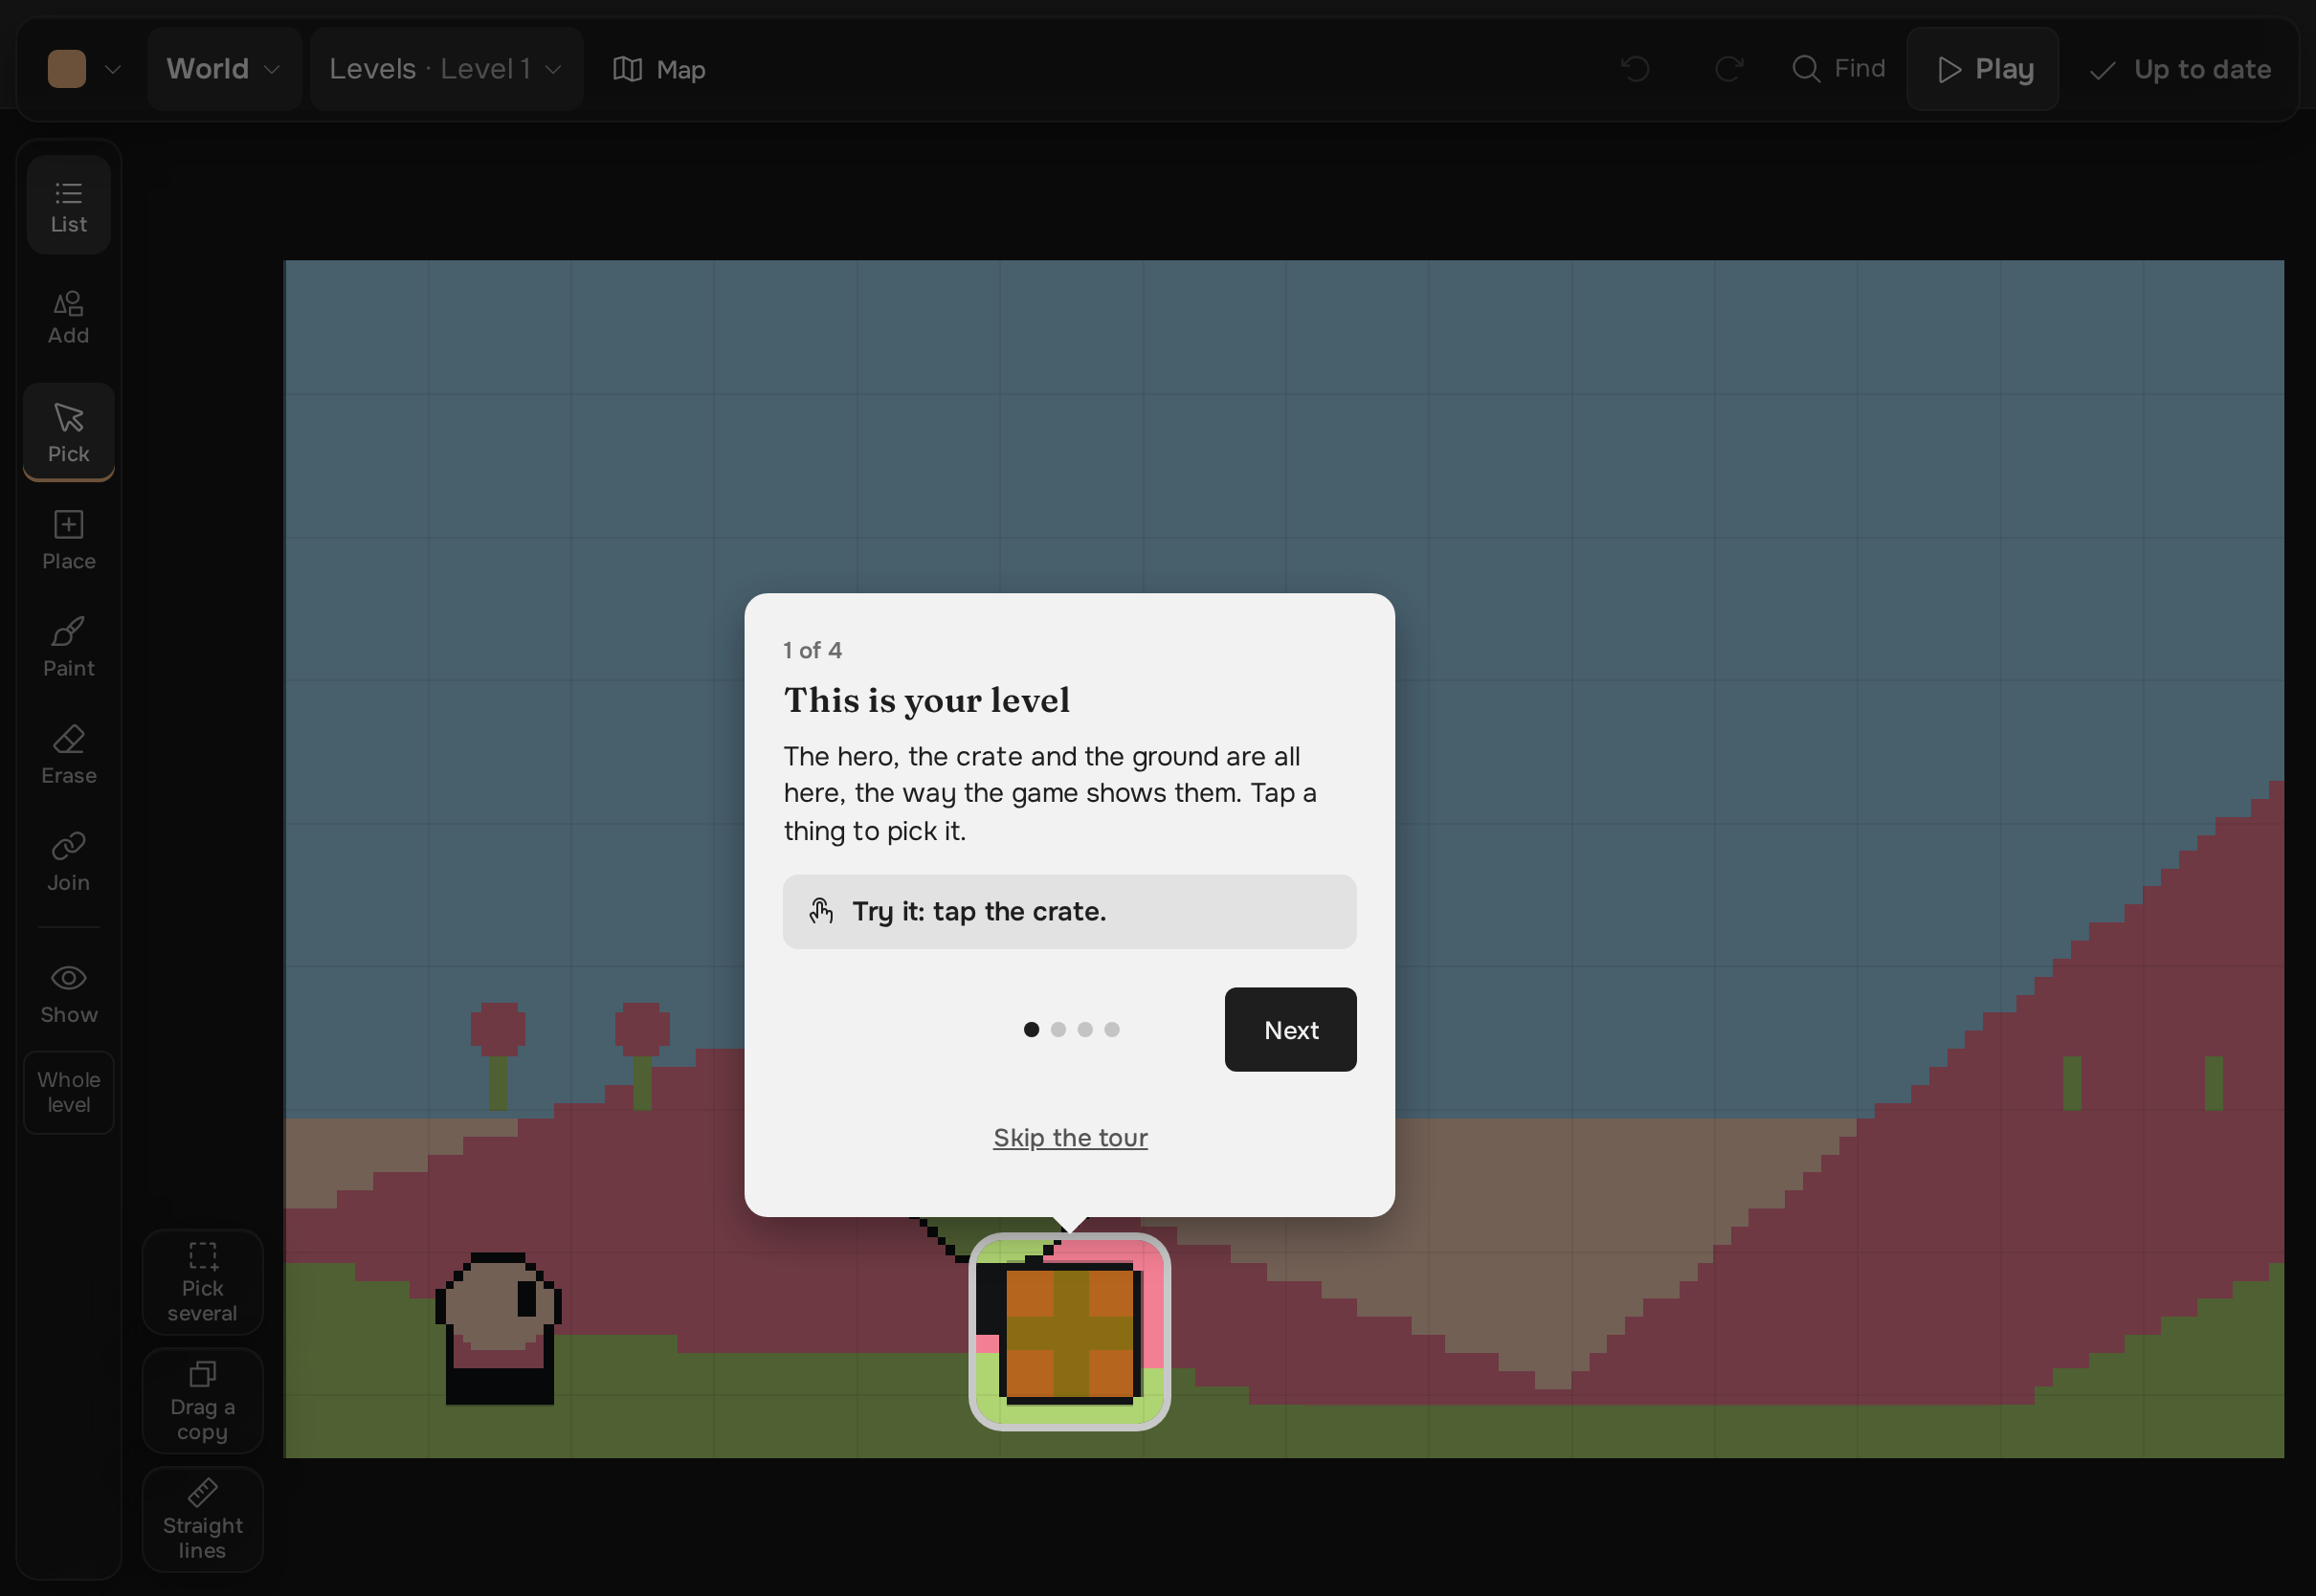 World
Levels · Level 1
Map
Find
Play
Up to date
List
Add
Pick
Place
Paint
Erase
Join
Show
Whole
level
Pick
several
Drag a
copy
Straight
lines
1 of 4
This is your level
The hero, the crate and the ground are all
here, the way the game shows them. Tap a
thing to pick it.
Try it: tap the crate.
Next
Skip the tour